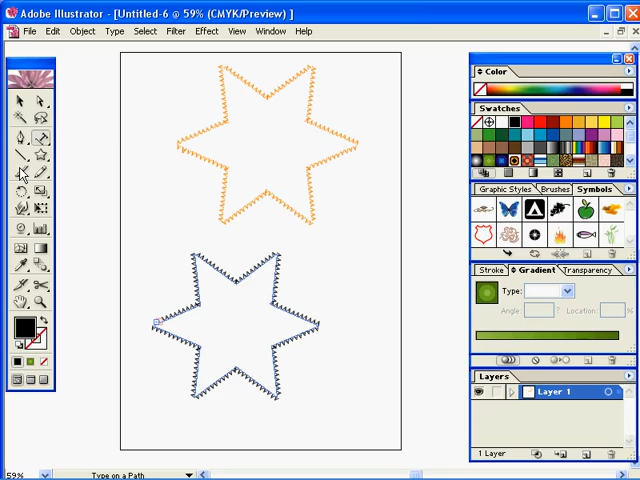 Adobe Illustrator - [Untitled-6 @ 59% (CMYK/Preview) ]
File Edit Object Type Select Filter Effect View Window Help
Color
Swatches
Graphic Styles Brushes Symbols
Stroke Gradient Transparency
Type:
Angle: ? Location: %
Layers
Layer 1
1 Layer
59% Type on a Path